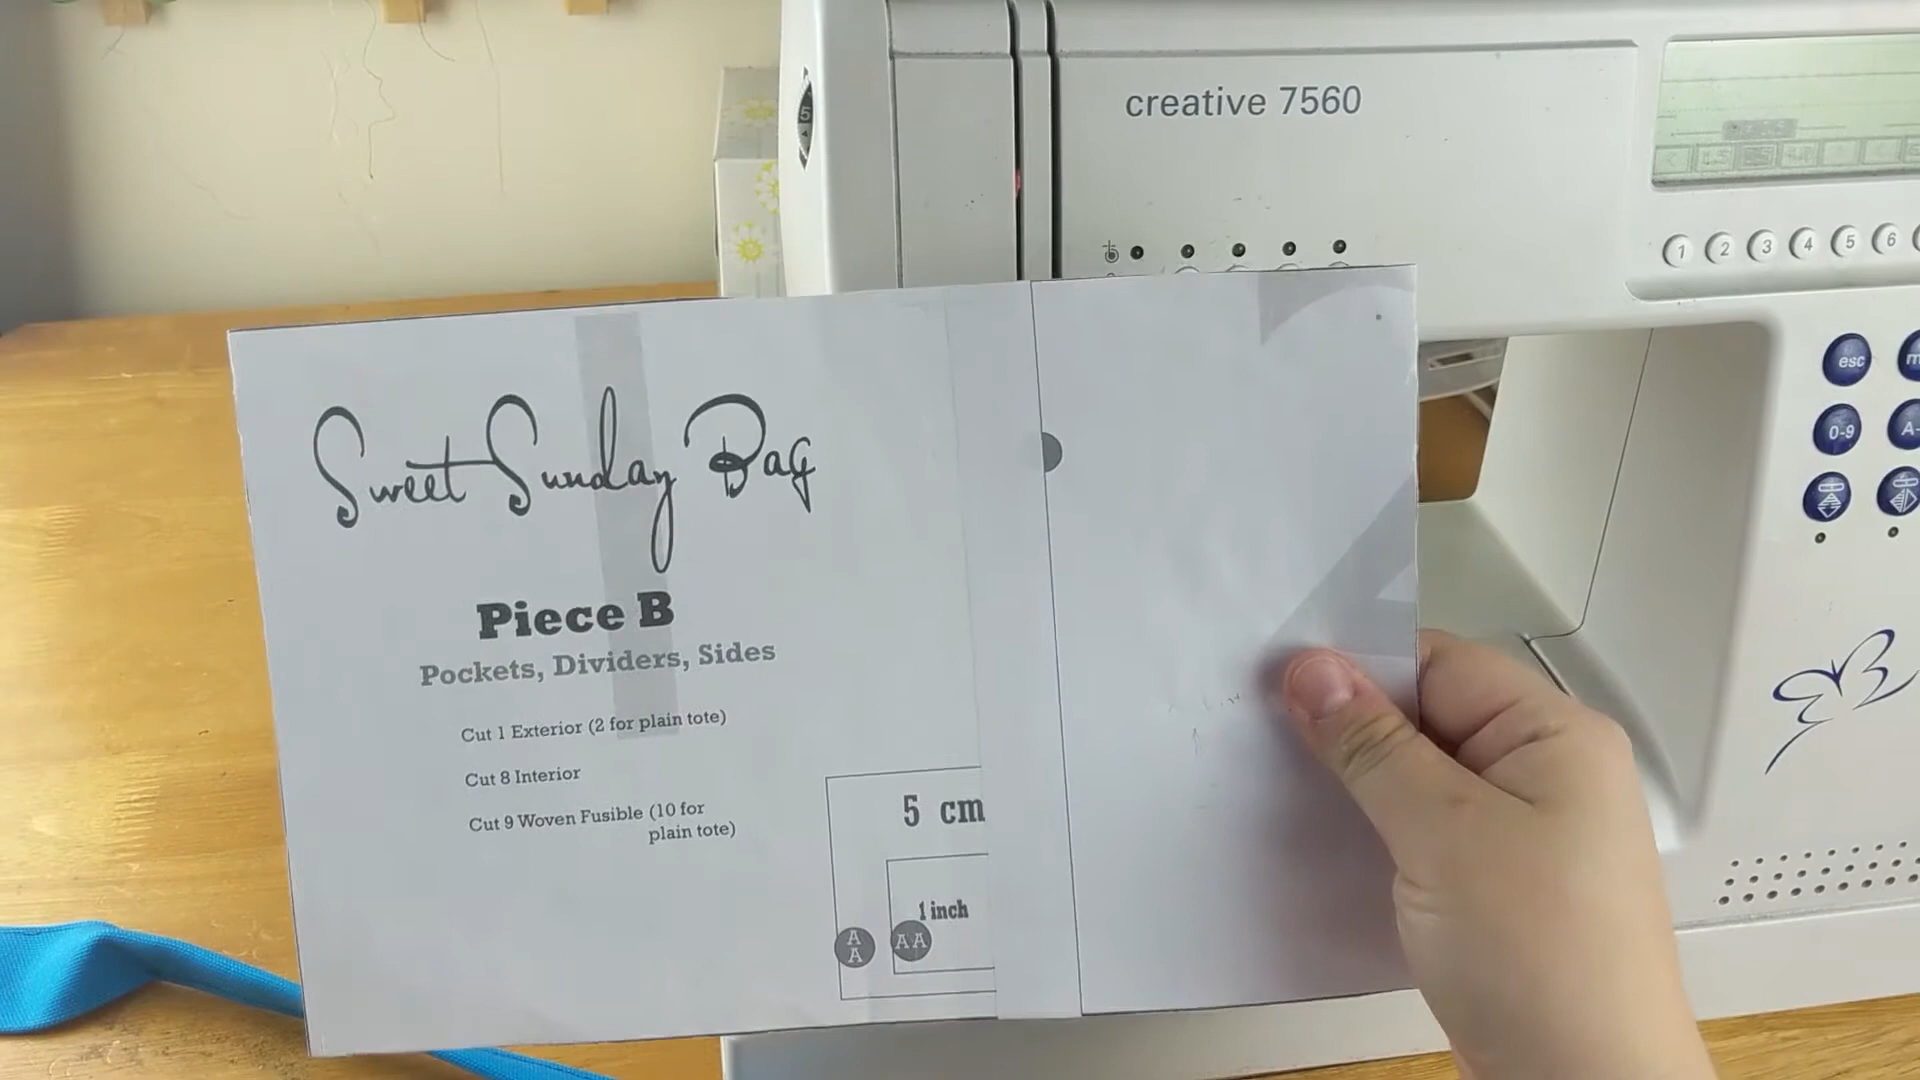 creative 7560
5
1 2 3 4 5 6
esc
0-9
A-
Sweet Sunday Bag
Piece B
Pockets, Dividers, Sides
Cut 1 Exterior (2 for plain tote)
Cut 8 Interior
Cut 9 Woven Fusible (10 for
plain tote)
5 cm
1 inch
A
A
AA